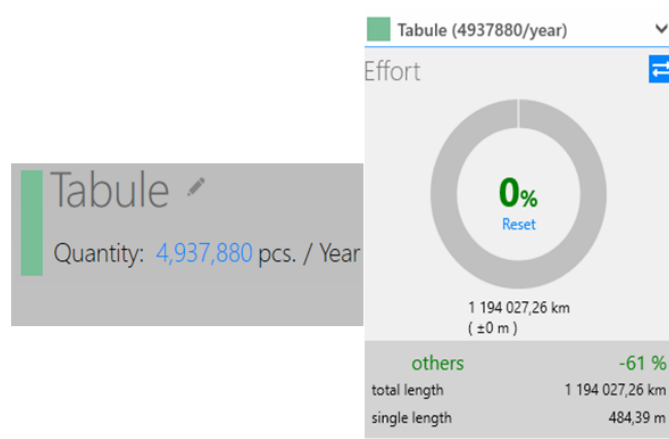 Tabule
Quantity: 4,937,880 pcs. / Year
Tabule (4937880/year)
Effort
0%
Reset
1 194 027,26 km
( ±0 m )
others -61 %
total length 1 194 027,26 km
single length 484,39 m